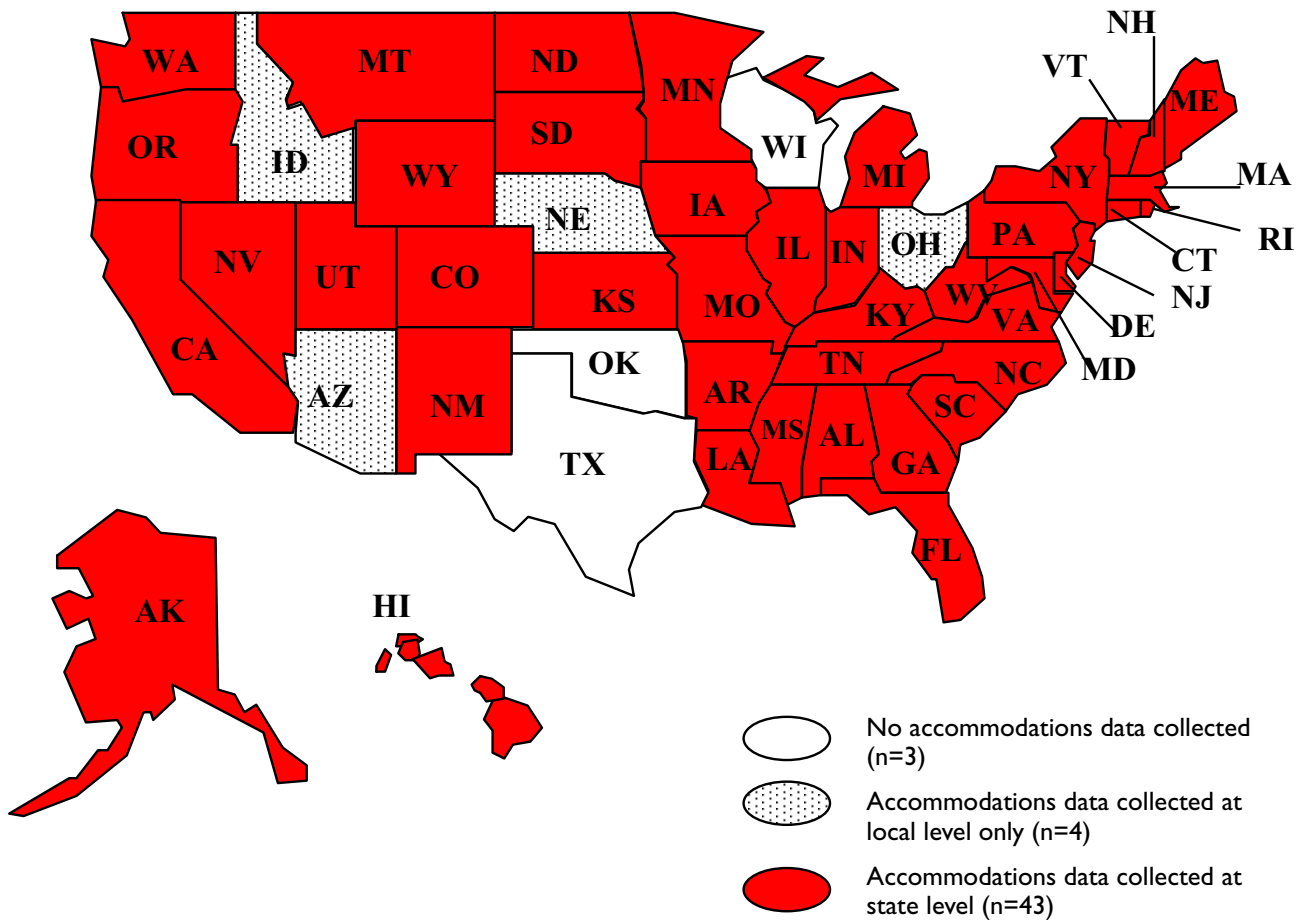 NH
VT
WA
MT
ND
MN
ME
OR
ID
SD
WI
WY
MI
NY
MA
IA
NE
RI
NV
UT
CO
IL
IN
OH
PA
CT
NJ
KS
MO
KY
WV
VA
DE
CA
OK
TN
NC
MD
AZ
NM
AR
SC
MS
AL
TX
LA
GA
FL
AK
HI
No accommodations data collected
(n=3)
Accommodations data collected at
local level only (n=4)
Accommodations data collected at
state level (n=43)